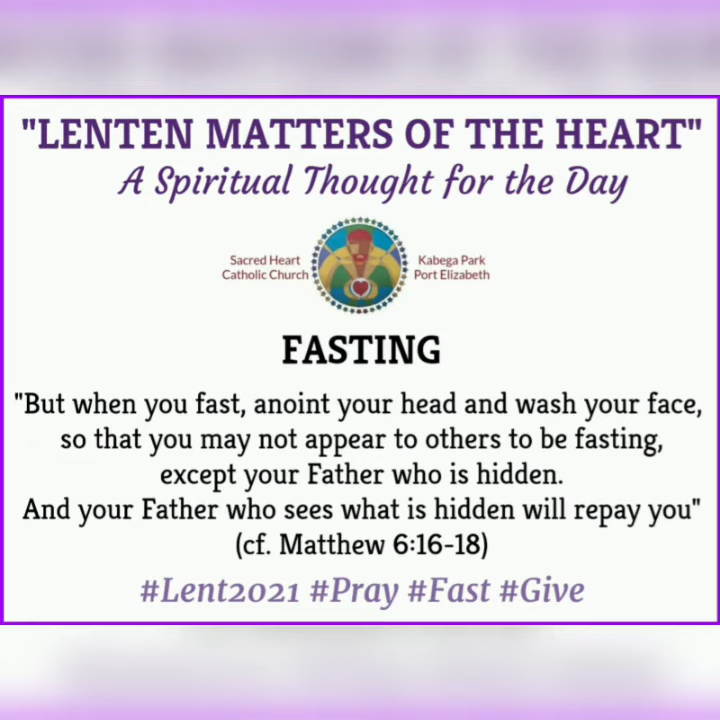 "LENTEN MATTERS OF THE HEART"
A Spiritual Thought for the Day
Sacred Heart
Catholic Church
Kabega Park
Port Elizabeth
FASTING
"But when you fast, anoint your head and wash your face,
so that you may not appear to others to be fasting,
except your Father who is hidden.
And your Father who sees what is hidden will repay you"
(cf. Matthew 6:16-18)
#Lent2021 #Pray #Fast #Give